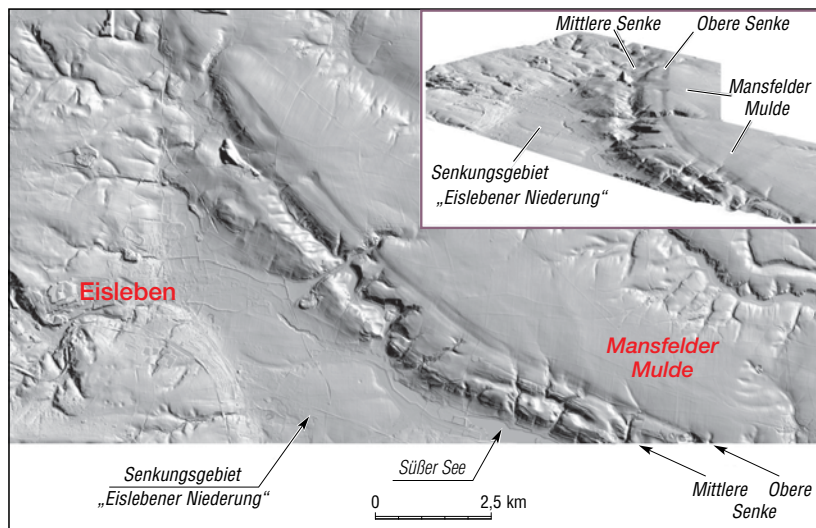 Mittlere Senke
Obere Senke
Mansfelder
Mulde
Senkungsgebiet
„Eislebener Niederung“
Eisleben
Mansfelder
Mulde
Senkungsgebiet
„Eislebener Niederung“
Süßer See
Mittlere Obere
Senke
0 2,5 km